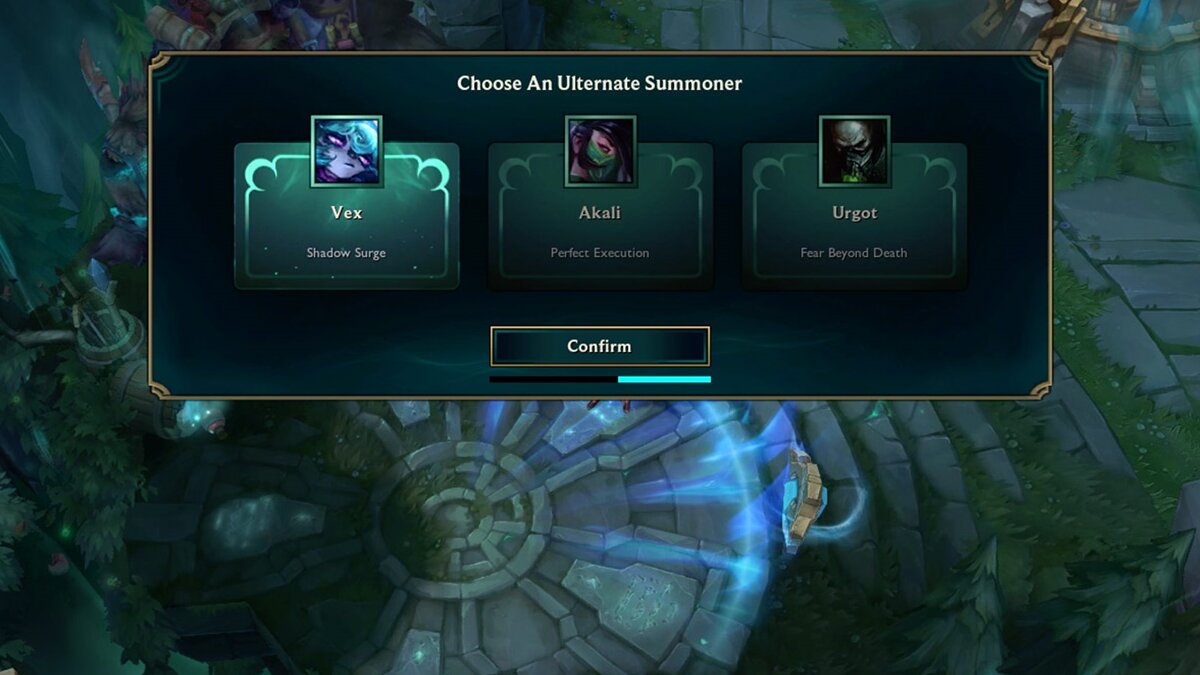 Choose An Ulternate Summoner
Vex
Akali
Urgot
Shadow Surge
Perfect Execution
Fear Beyond Death
Confirm